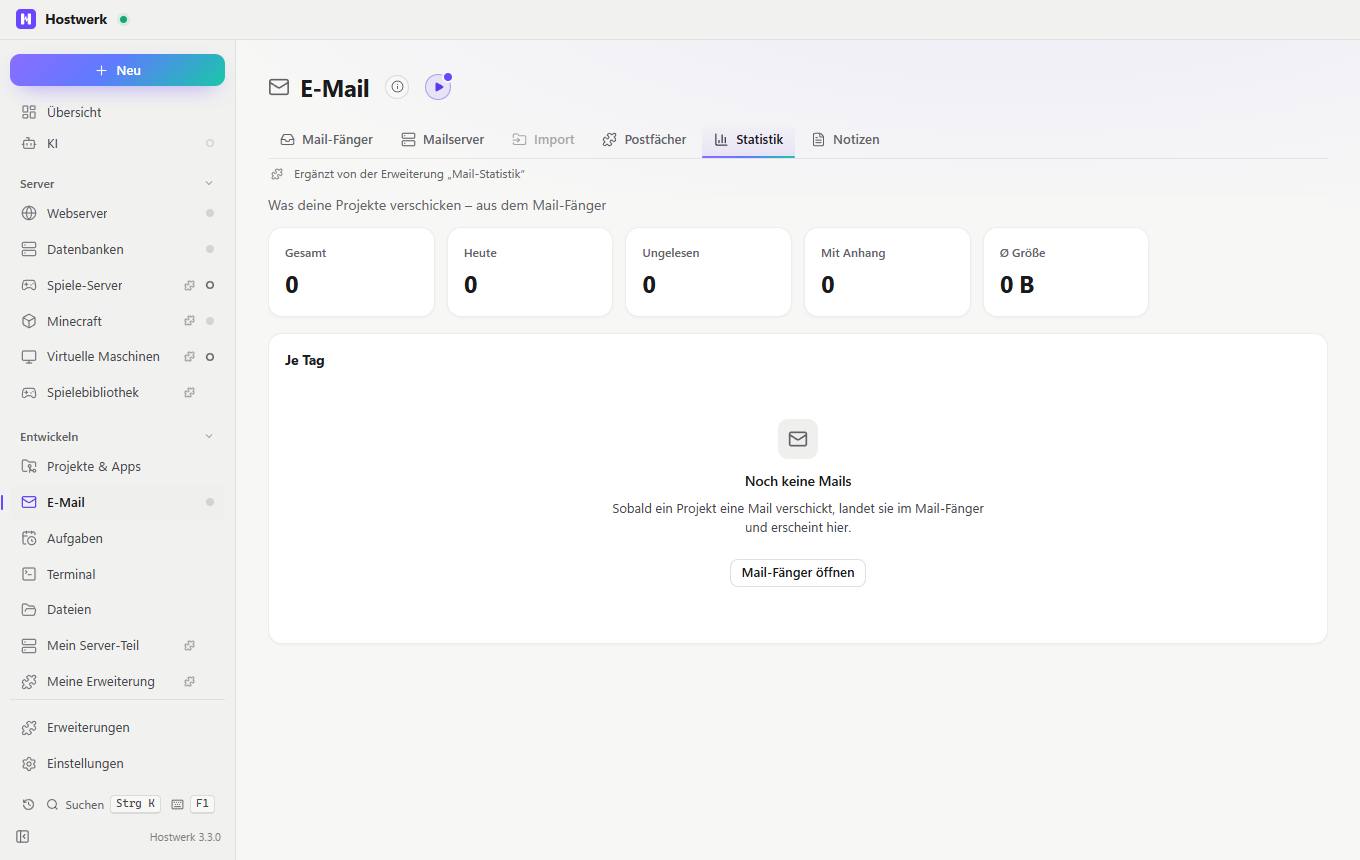 Hostwerk
Neu
Übersicht
KI
Server
Webserver
Datenbanken
Spiele-Server
Minecraft
Virtuelle Maschinen
Spielebibliothek
Entwickeln
Projekte & Apps
E-Mail
Aufgaben
Terminal
Dateien
Mein Server-Teil
Meine Erweiterung
Erweiterungen
Einstellungen
Suchen Strg K F1
Hostwerk 3.3.0
E-Mail
Mail-Fänger Mailserver Import Postfächer Statistik Notizen
Ergänzt von der Erweiterung „Mail-Statistik“
Was deine Projekte verschicken – aus dem Mail-Fänger
Gesamt
0
Heute
0
Ungelesen
0
Mit Anhang
0
Ø Größe
0 B
Je Tag
Noch keine Mails
Sobald ein Projekt eine Mail verschickt, landet sie im Mail-Fänger
und erscheint hier.
Mail-Fänger öffnen